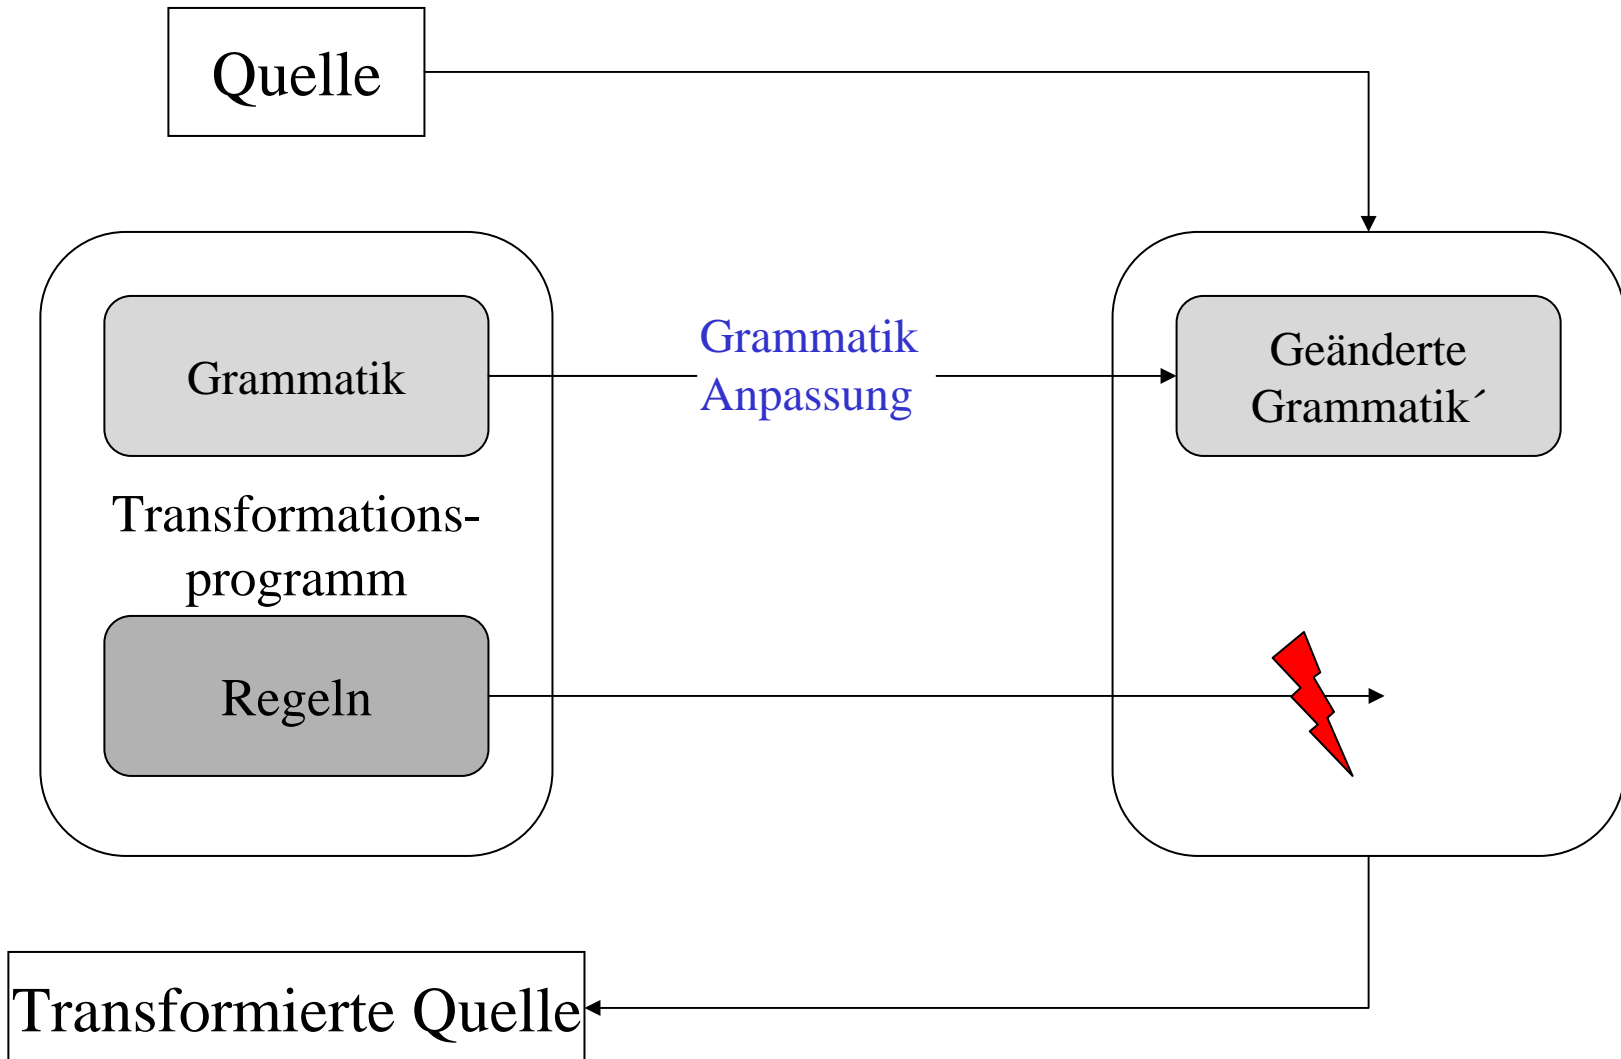 Quelle
Grammatik
Grammatik
Anpassung
Geänderte
Grammatik´
Transformations-
programm
Regeln
Transformierte Quelle